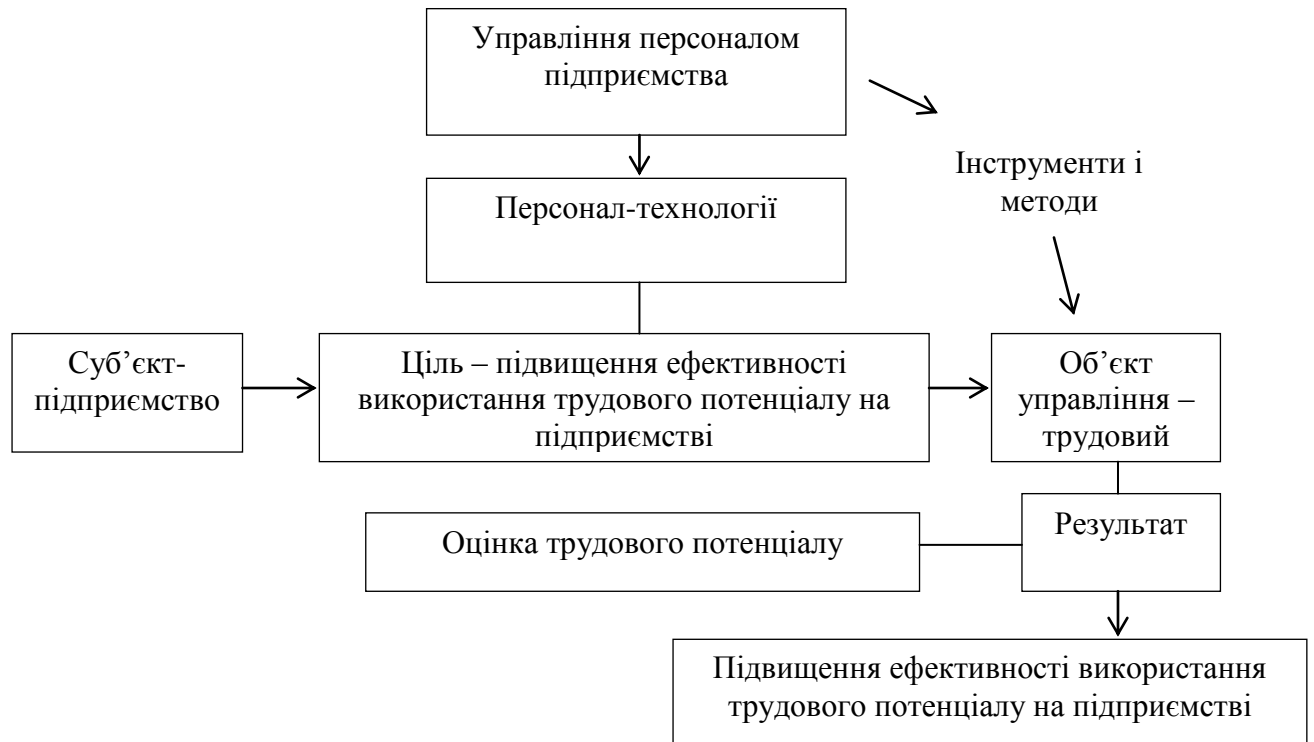 Управління персоналом
підприємства
Інструменти і
методи
Персонал-технології
Суб’єкт-
підприємство
Ціль – підвищення ефективності
використання трудового потенціалу на
підприємстві
Об’єкт
управління –
трудовий
Оцінка трудового потенціалу
Результат
Підвищення ефективності використання
трудового потенціалу на підприємстві